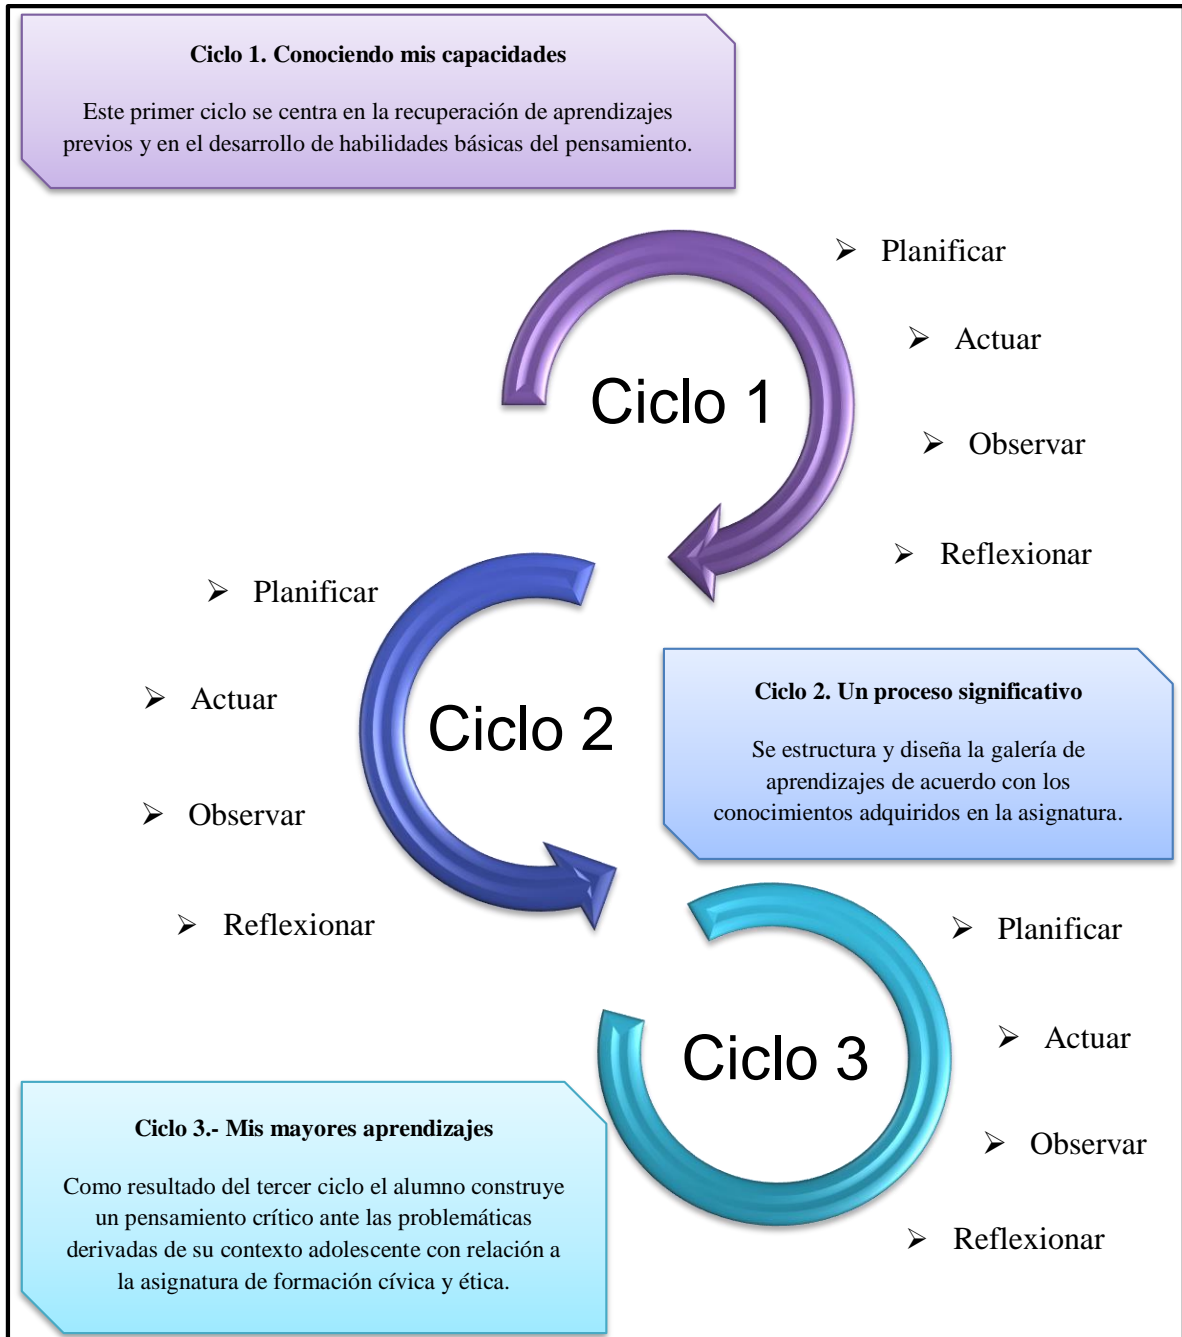 Ciclo 1. Conociendo mis capacidades
Este primer ciclo se centra en la recuperación de aprendizajes
previos y en el desarrollo de habilidades básicas del pensamiento.
➢ Planificar
➢ Actuar
Ciclo 1
➢ Observar
➢ Reflexionar
➢ Planificar
➢ Actuar
Ciclo 2
➢ Observar
➢ Reflexionar
Ciclo 2. Un proceso significativo
Se estructura y diseña la galería de
aprendizajes de acuerdo con los
conocimientos adquiridos en la asignatura.
➢ Planificar
➢ Actuar
Ciclo 3
➢ Observar
➢ Reflexionar
Ciclo 3.- Mis mayores aprendizajes
Como resultado del tercer ciclo el alumno construye
un pensamiento crítico ante las problemáticas
derivadas de su contexto adolescente con relación a
la asignatura de formación cívica y ética.